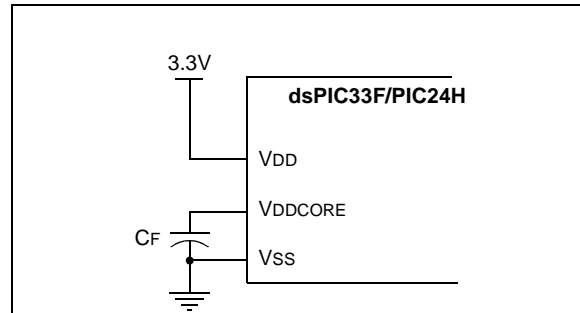 3.3V
dsPIC33F/PIC24H
VDD
VDDCORE
CF
VSS